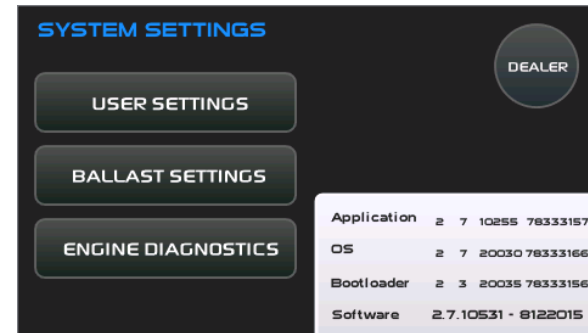 SYSTEM SETTINGS
DEALER
USER SETTINGS
BALLAST SETTINGS
ENGINE DIAGNOSTICS
Application 2 7 10255 78333157
OS 2 7 20030 78333166
Bootloader 2 3 20035 78333156
Software 2.7.10531 - 8122015